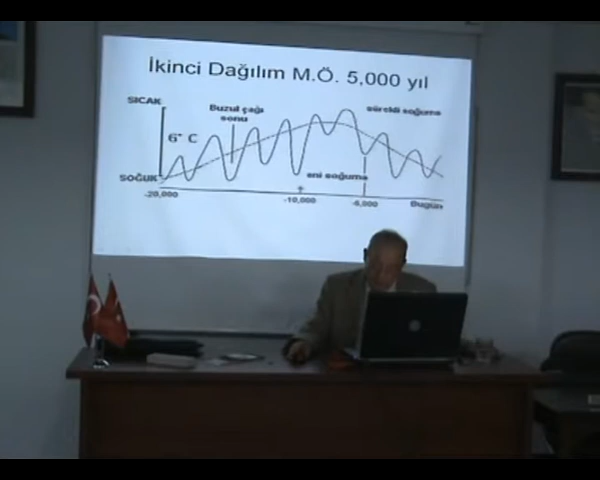 İkinci Dağılım M.Ö. 5,000 yıl
SICAK
Buzul çağı
sonu
sürekli soğuma
6° C
SOĞUK
ani soğuma
-20,000
-10,000
-5,000
Bugün